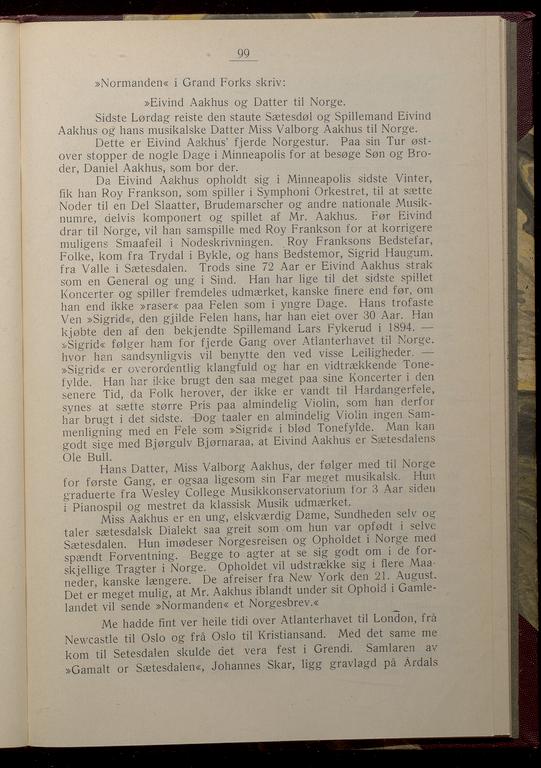 99
»Normanden« i Grand Forks skriv:
»Eivind Aakhus og Datter til Norge.
Sidste Lørdag reiste den staute Sætesdøl og Spillemand Eivind
Aakhus og hans musikalske Datter Miss Valborg Aakhus til Norge.
Dette er Eivind Aakhus' fjerde Norgestur. Paa sin Tur øst-
over stopper de nogle Dage i Minneapolis for at besøge Søn og Bro-
der, Daniel Aakhus, som bor der.
Da Eivind Aakhus opholdt sig i Minneapolis sidste Vinter,
fik han Roy Frankson, som spiller i Symphoni Orkestret, til at sætte
Noder til en Del Slaatter, Brudemarscher og andre nationale Musik-
numre, delvis komponert og spillet af Mr. Aakhus. Før Eivind
drar til Norge, vil han samspille med Roy Frankson for at korrigere
muligens Smaafeil i Nodeskrivningen. Roy Franksons Bedstefar,
Folke, kom fra Trydal i Bykle, og hans Bedstemor, Sigrid Haugum.
fra Valle i Sætesdalen. Trods sine 72 Aar er Eivind Aakhus strak
som en General og ung i Sind. Han har lige til det sidste spillet
Koncerter og spiller fremdeles udmærket, kanske finere end før, om
han end ikke »raser« paa Felen som i yngre Dage. Hans trofaste
Ven »Sigrid«, den gjilde Felen hans, har han eiet over 30 Aar. Han
kjøbte den af den bekjendte Spillemand Lars Fykerud i 1894. —
»Sigrid« følger ham for fjerde Gang over Atlanterhavet til Norge.
hvor han sandsynligvis vil benytte den ved visse Leiligheder. —
»Sigrid« er overordentlig klangfuld og har en vidtrækkende Tone-
fylde. Han har ikke brugt den saa meget paa sine Koncerter i den
senere Tid, da Folk herover, der ikke er vandt til Hardangerfele,
synes at sætte større Pris paa almindelig Violin, som han derfor
har brugt i det sidste. Dog taaler en almindelig Violin ingen Sam-
menligning med en Fele som »Sigrid« i blød Tonefylde. Man kan
godt sige med Bjørgulv Bjørnaraa, at Eivind Aakhus er Sætesdalens
Ole Bull.
Hans Datter, Miss Valborg Aakhus, der følger med til Norge
for første Gang, er ogsaa ligesom sin Far meget musikalsk. Hun
graduerte fra Wesley College Musikkonservatorium for 3 Aar siden
i Pianospil og mestret da klassisk Musik udmærket.
Miss Aakhus er en ung, elskværdig Dame, Sundheden selv og
taler sætesdalsk Dialekt saa greit som om hun var opfødt i selve
Sætesdalen. Hun imødeser Norgesreisen og Opholdet i Norge med
spændt Forventning. Begge to agter at se sig godt om i de for-
skjellige Tragter i Norge. Opholdet vil udstrække sig i flere Maa-
neder, kanske længere. De afreiser fra New York den 21. August.
Det er meget mulig, at Mr. Aakhus iblandt under sit Ophold i Gamle-
landet vil sende »Normanden« et Norgesbrev.«
Me hadde fint ver heile tidi over Atlanterhavet til London, frå
Newcastle til Oslo og frå Oslo til Kristiansand. Med det same me
kom til Setesdalen skulde det vera fest i Grendi. Samlaren av
»Gamalt or Sætesdalen«, Johannes Skar, ligg gravlagd på Årdals